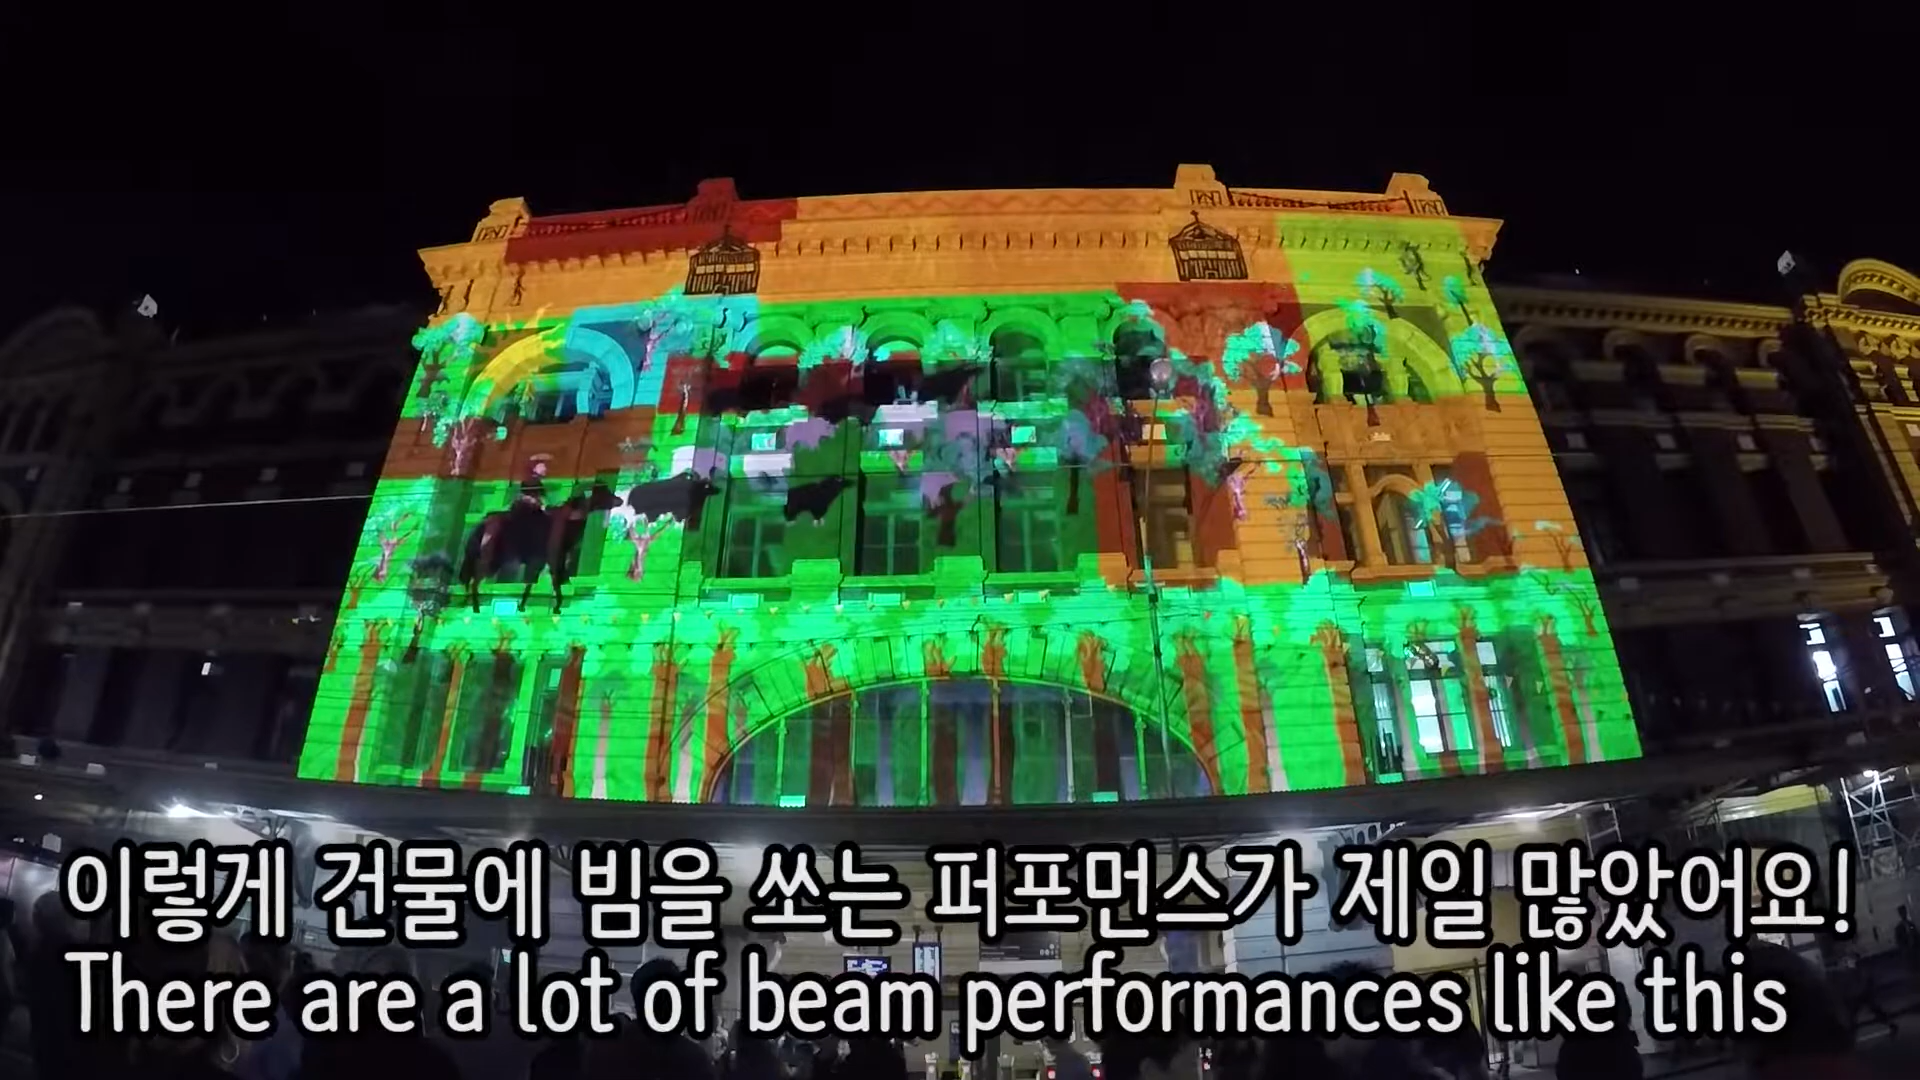 이렇게 건물에 빔을 쏘는 퍼포먼스가 제일 많았어요!
There are a lot of beam performances like this